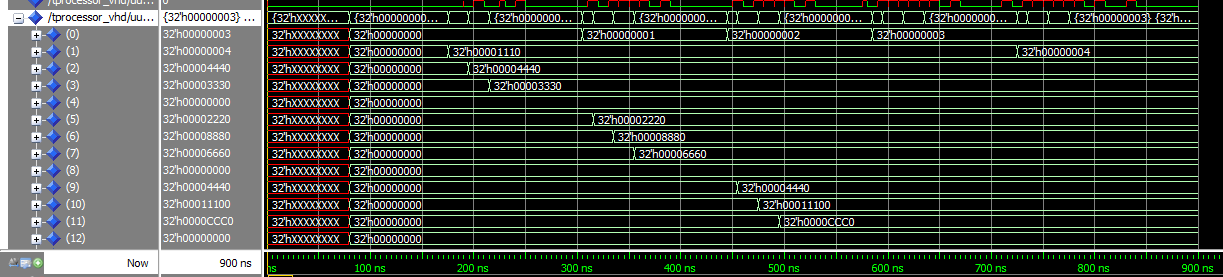 /tprocessor_vhd/uu... 0
/tprocessor_vhd/uu... {32'h00000003} {... {32'hXXXXX... {32'h00000000... {32'h00000000... {32'h0000000... {32'h0000000... {32'h000000... {32'h00000003} {32'h...
(0) 32'h00000003 32'hXXXXXXXX 32'h00000000 32'h00000001 32'h00000002 32'h00000003
(1) 32'h00000004 32'hXXXXXXXX 32'h00000000 32'h00001110 32'h00000004
(2) 32'h00004440 32'hXXXXXXXX 32'h00000000 32'h00004440
(3) 32'h00003330 32'hXXXXXXXX 32'h00000000 32'h00003330
(4) 32'h00000000 32'hXXXXXXXX 32'h00000000
(5) 32'h00002220 32'hXXXXXXXX 32'h00000000 32'h00002220
(6) 32'h00008880 32'hXXXXXXXX 32'h00000000 32'h00008880
(7) 32'h00006660 32'hXXXXXXXX 32'h00000000 32'h00006660
(8) 32'h00000000 32'hXXXXXXXX 32'h00000000
(9) 32'h00004440 32'hXXXXXXXX 32'h00000000 32'h00004440
(10) 32'h00011100 32'hXXXXXXXX 32'h00000000 32'h00011100
(11) 32'h0000CCC0 32'hXXXXXXXX 32'h00000000 32'h0000CCC0
(12) 32'h00000000 32'hXXXXXXXX 32'h00000000
Now 900 ns ns 100 ns 200 ns 300 ns 400 ns 500 ns 600 ns 700 ns 800 ns 900 ns